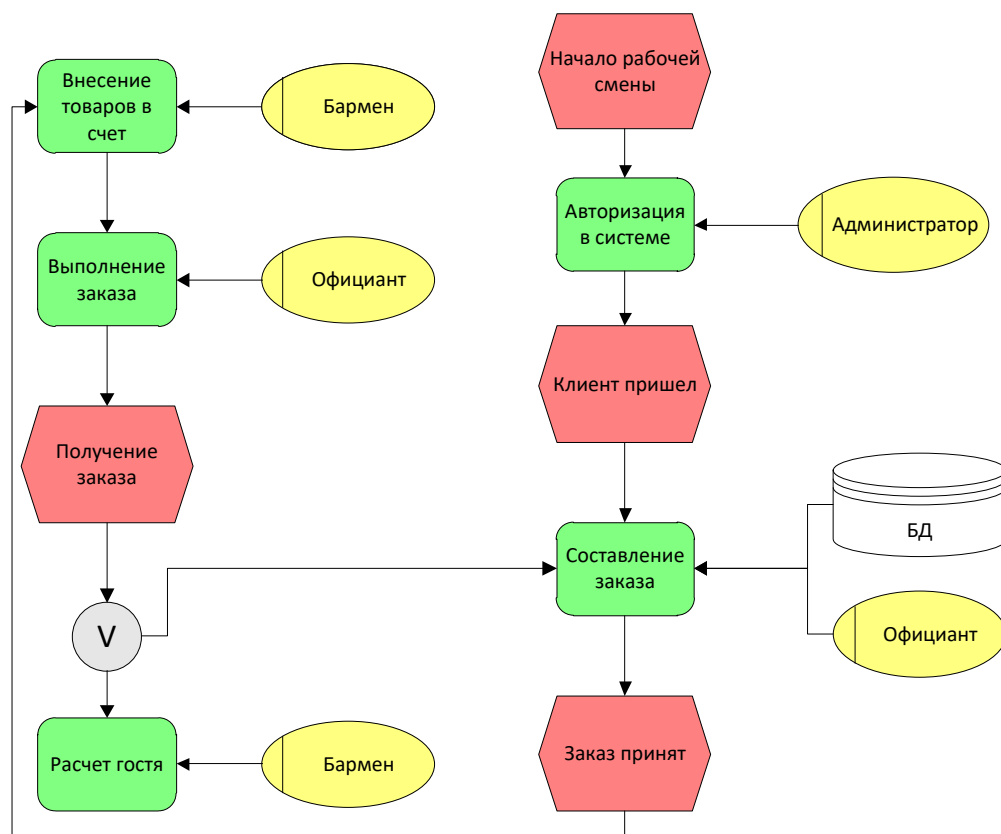 Внесение
товаров в
счет
Бармен
Начало рабочей
смены
Авторизация
в системе
Администратор
Выполнение
заказа
Официант
Клиент пришел
Получение
заказа
БД
Составление
заказа
Официант
V
Расчет гостя
Бармен
Заказ принят